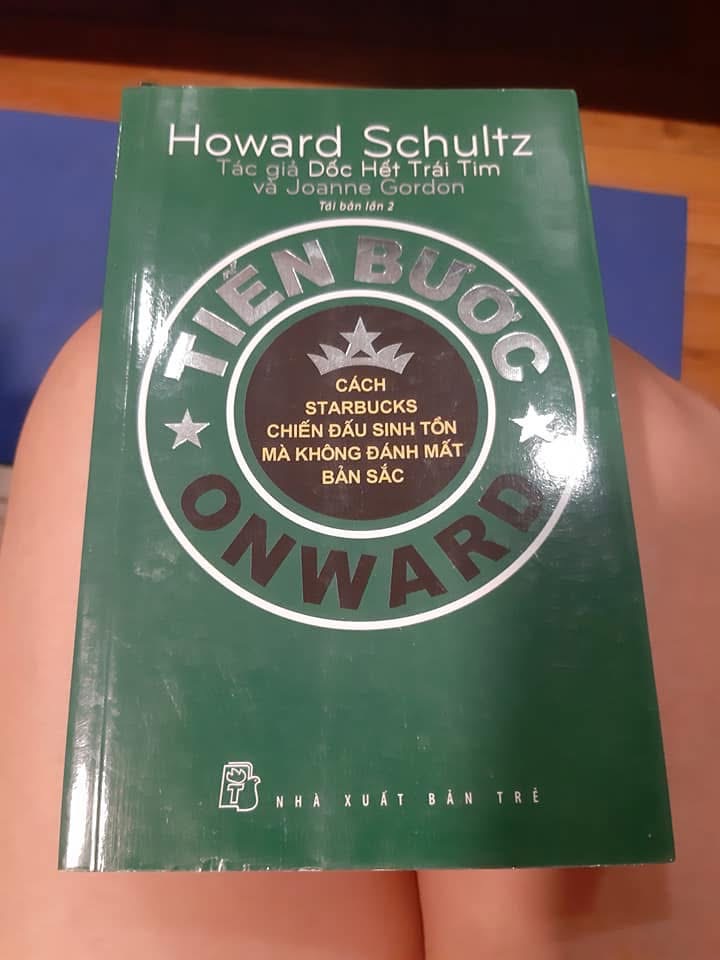 Howard Schultz
Tác giả Dốc Hết Trái Tim
và Joanne Gordon
Tái bản lần 2
TIẾN BƯỚC
CÁCH
STARBUCKS
CHIẾN ĐẤU SINH TỒN
MÀ KHÔNG ĐÁNH MẤT
BẢN SẮC
ONWARD
NHÀ XUẤT BẢN TRẺ